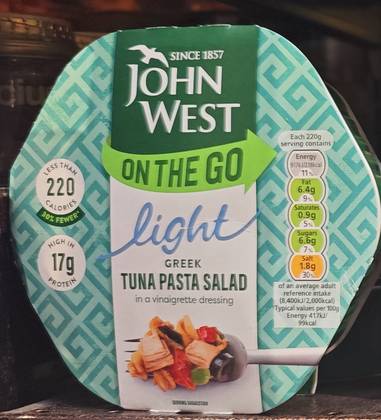 SINCE 1857
JOHN
WEST
ON THE GO
light
GREEK
TUNA PASTA SALAD
in a vinaigrette dressing
LESS THAN
220
CALORIES
30% FEWER**
HIGH IN
17g
PROTEIN
Each 220g
serving contains
Energy
11%
Fat
6.4g
9%
Saturates
0.9g
5%
Sugars
6.6g
7%
Salt
1.8g
30%
of an average adult
reference intake
(8,400kJ/2,000kcal)
Typical values per 100g
Energy 417kJ/
99kcal
SERVING SUGGESTION